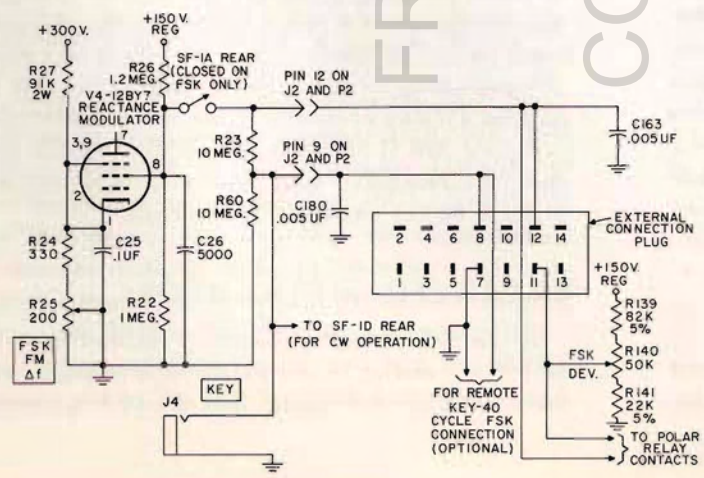 +300 V.
+150 V.
REG
R27
91K
2W
R26
1.2 MEG.
SF-1A REAR
(CLOSED ON
FSK ONLY)
V4-12BY7
REACTANCE
MODULATOR
7
3,9
8
2
1
PIN 12 ON
J2 AND P2
C163
.005 UF
R23
10 MEG.
PIN 9 ON
J2 AND P2
R60
10 MEG.
C180
.005 UF
EXTERNAL
CONNECTION
PLUG
2 4 6 8 10 12 14
1 3 5 7 9 11 13
R24
330
C25
.1UF
C26
5000
R25
200
R22
1 MEG.
FSK
FM
Δf
TO SF-1D REAR
(FOR CW OPERATION)
KEY
J4
+150V.
REG
R139
82K
5%
FSK
DEV.
R140
50K
R141
22K
5%
FOR REMOTE
KEY-40
CYCLE FSK
CONNECTION
(OPTIONAL)
TO POLAR
RELAY
CONTACTS
FR
CO